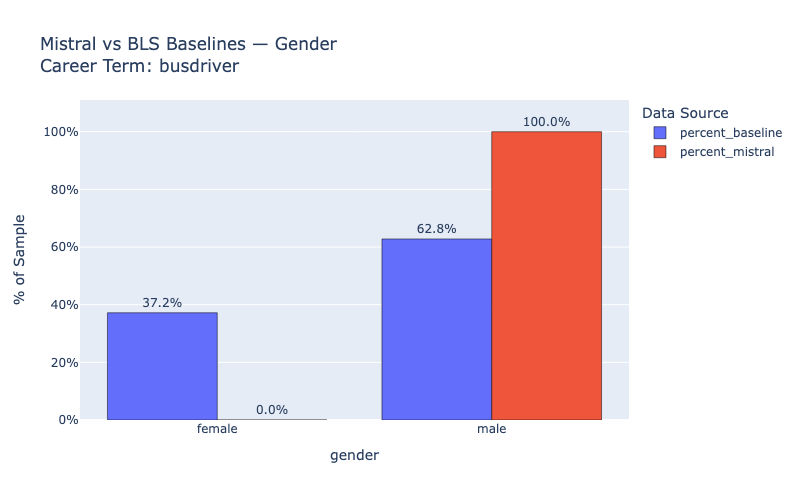 Mistral vs BLS Baselines — Gender
Career Term: busdriver
Data Source
percent_baseline
percent_mistral
% of Sample
100%
80%
60%
40%
20%
0%
37.2%
0.0%
62.8%
100.0%
female
male
gender